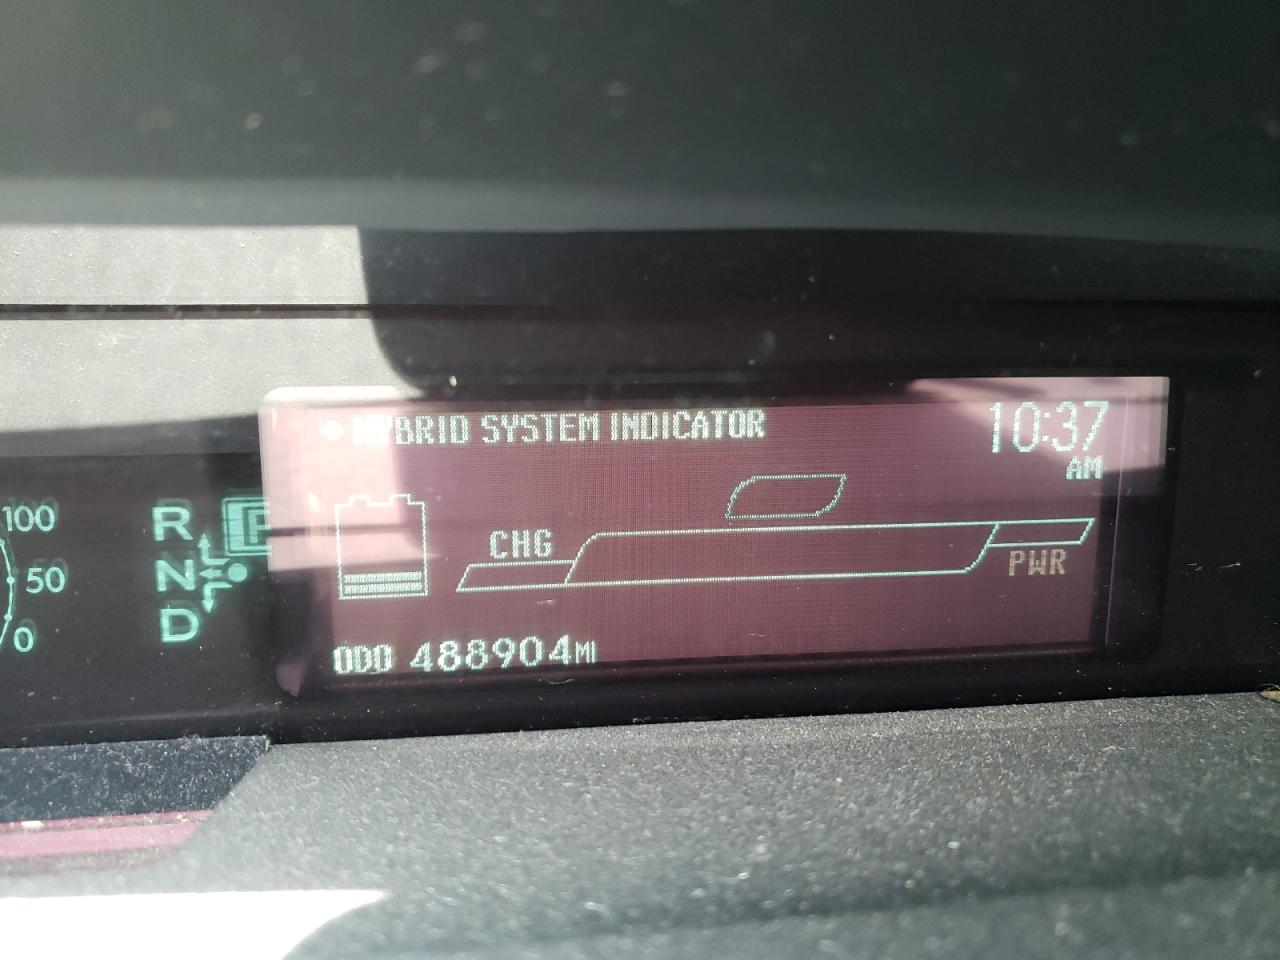 HYBRID SYSTEM INDICATOR
10:37
AM
100
50
0
R
N
D
P
CHG
PWR
ODO 488904MI